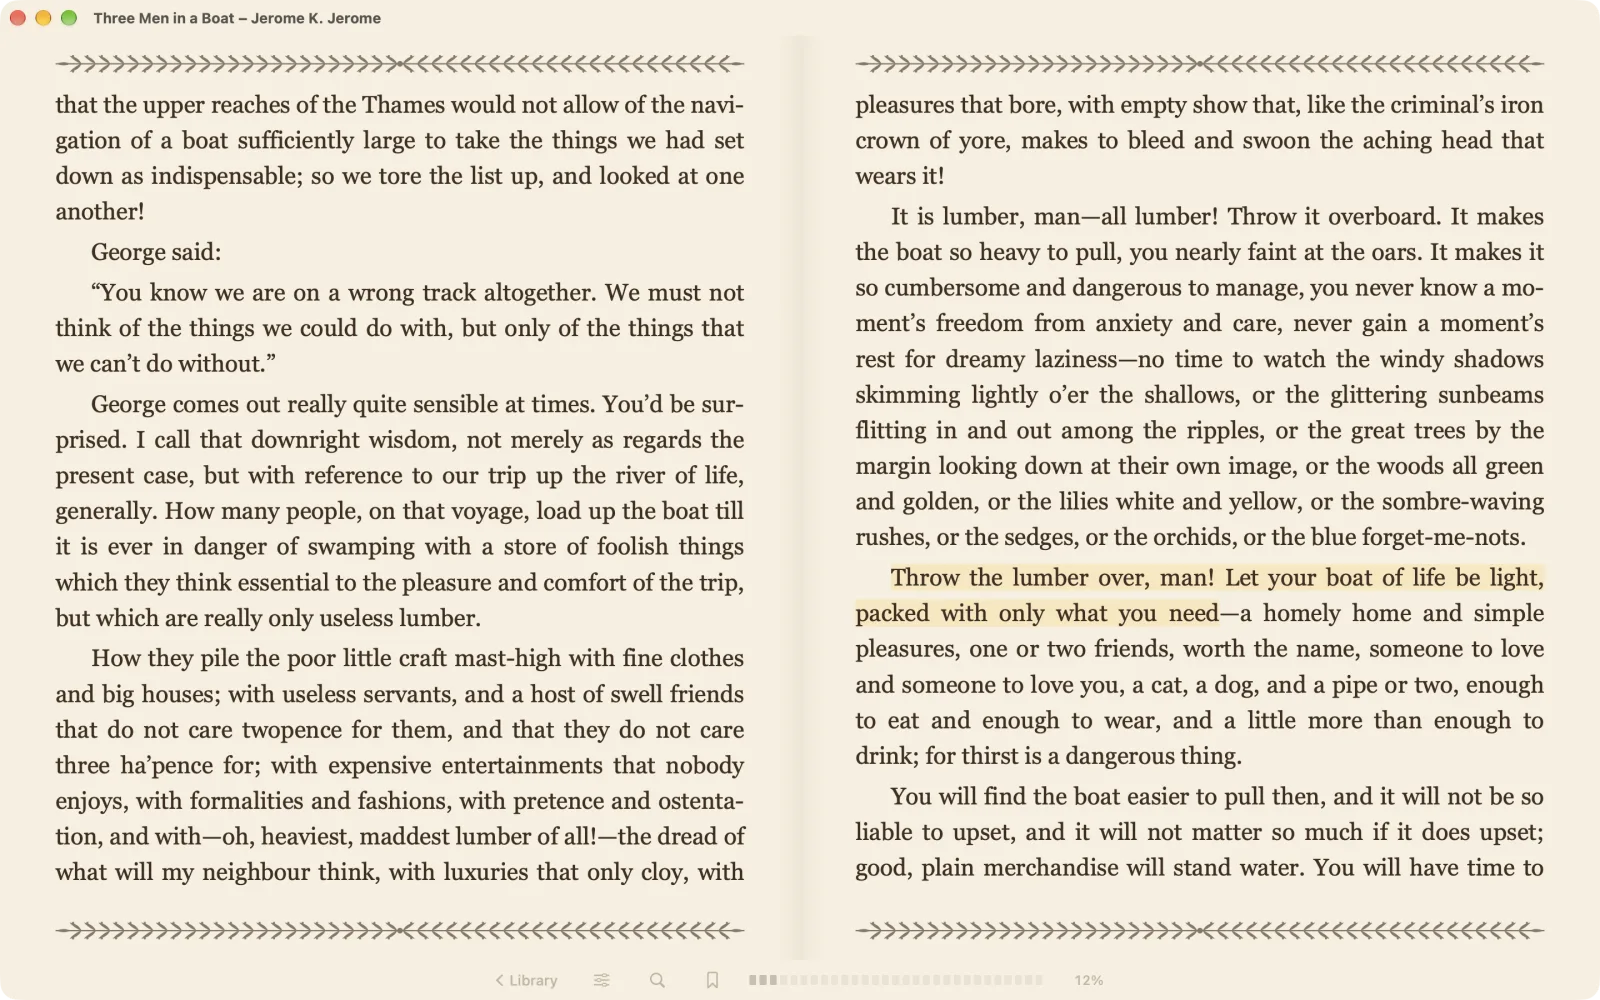 Three Men in a Boat – Jerome K. Jerome
that the upper reaches of the Thames would not allow of the navi-
gation of a boat sufficiently large to take the things we had set
down as indispensable; so we tore the list up, and looked at one
another!
George said:
“You know we are on a wrong track altogether. We must not
think of the things we could do with, but only of the things that
we can’t do without.”
George comes out really quite sensible at times. You’d be sur-
prised. I call that downright wisdom, not merely as regards the
present case, but with reference to our trip up the river of life,
generally. How many people, on that voyage, load up the boat till
it is ever in danger of swamping with a store of foolish things
which they think essential to the pleasure and comfort of the trip,
but which are really only useless lumber.
How they pile the poor little craft mast-high with fine clothes
and big houses; with useless servants, and a host of swell friends
that do not care twopence for them, and that they do not care
three ha’pence for; with expensive entertainments that nobody
enjoys, with formalities and fashions, with pretence and ostenta-
tion, and with—oh, heaviest, maddest lumber of all!—the dread of
what will my neighbour think, with luxuries that only cloy, with
pleasures that bore, with empty show that, like the criminal’s iron
crown of yore, makes to bleed and swoon the aching head that
wears it!
It is lumber, man—all lumber! Throw it overboard. It makes
the boat so heavy to pull, you nearly faint at the oars. It makes it
so cumbersome and dangerous to manage, you never know a mo-
ment’s freedom from anxiety and care, never gain a moment’s
rest for dreamy laziness—no time to watch the windy shadows
skimming lightly o’er the shallows, or the glittering sunbeams
flitting in and out among the ripples, or the great trees by the
margin looking down at their own image, or the woods all green
and golden, or the lilies white and yellow, or the sombre-waving
rushes, or the sedges, or the orchids, or the blue forget-me-nots.
Throw the lumber over, man! Let your boat of life be light,
packed with only what you need—a homely home and simple
pleasures, one or two friends, worth the name, someone to love
and someone to love you, a cat, a dog, and a pipe or two, enough
to eat and enough to wear, and a little more than enough to
drink; for thirst is a dangerous thing.
You will find the boat easier to pull then, and it will not be so
liable to upset, and it will not matter so much if it does upset;
good, plain merchandise will stand water. You will have time to
Library
12%